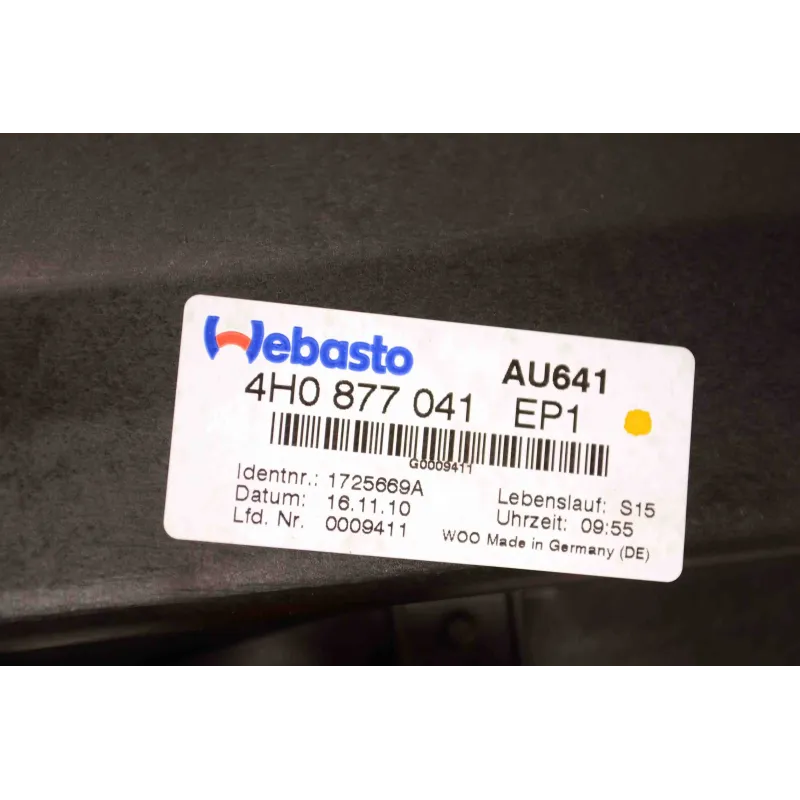 Webasto AU641
4H0 877 041 EP1
G0009411
Identnr.: 1725669A
Datum: 16.11.10 Lebenslauf: S15
Lfd. Nr. 0009411 Uhrzeit: 09:55
WOO Made in Germany (DE)